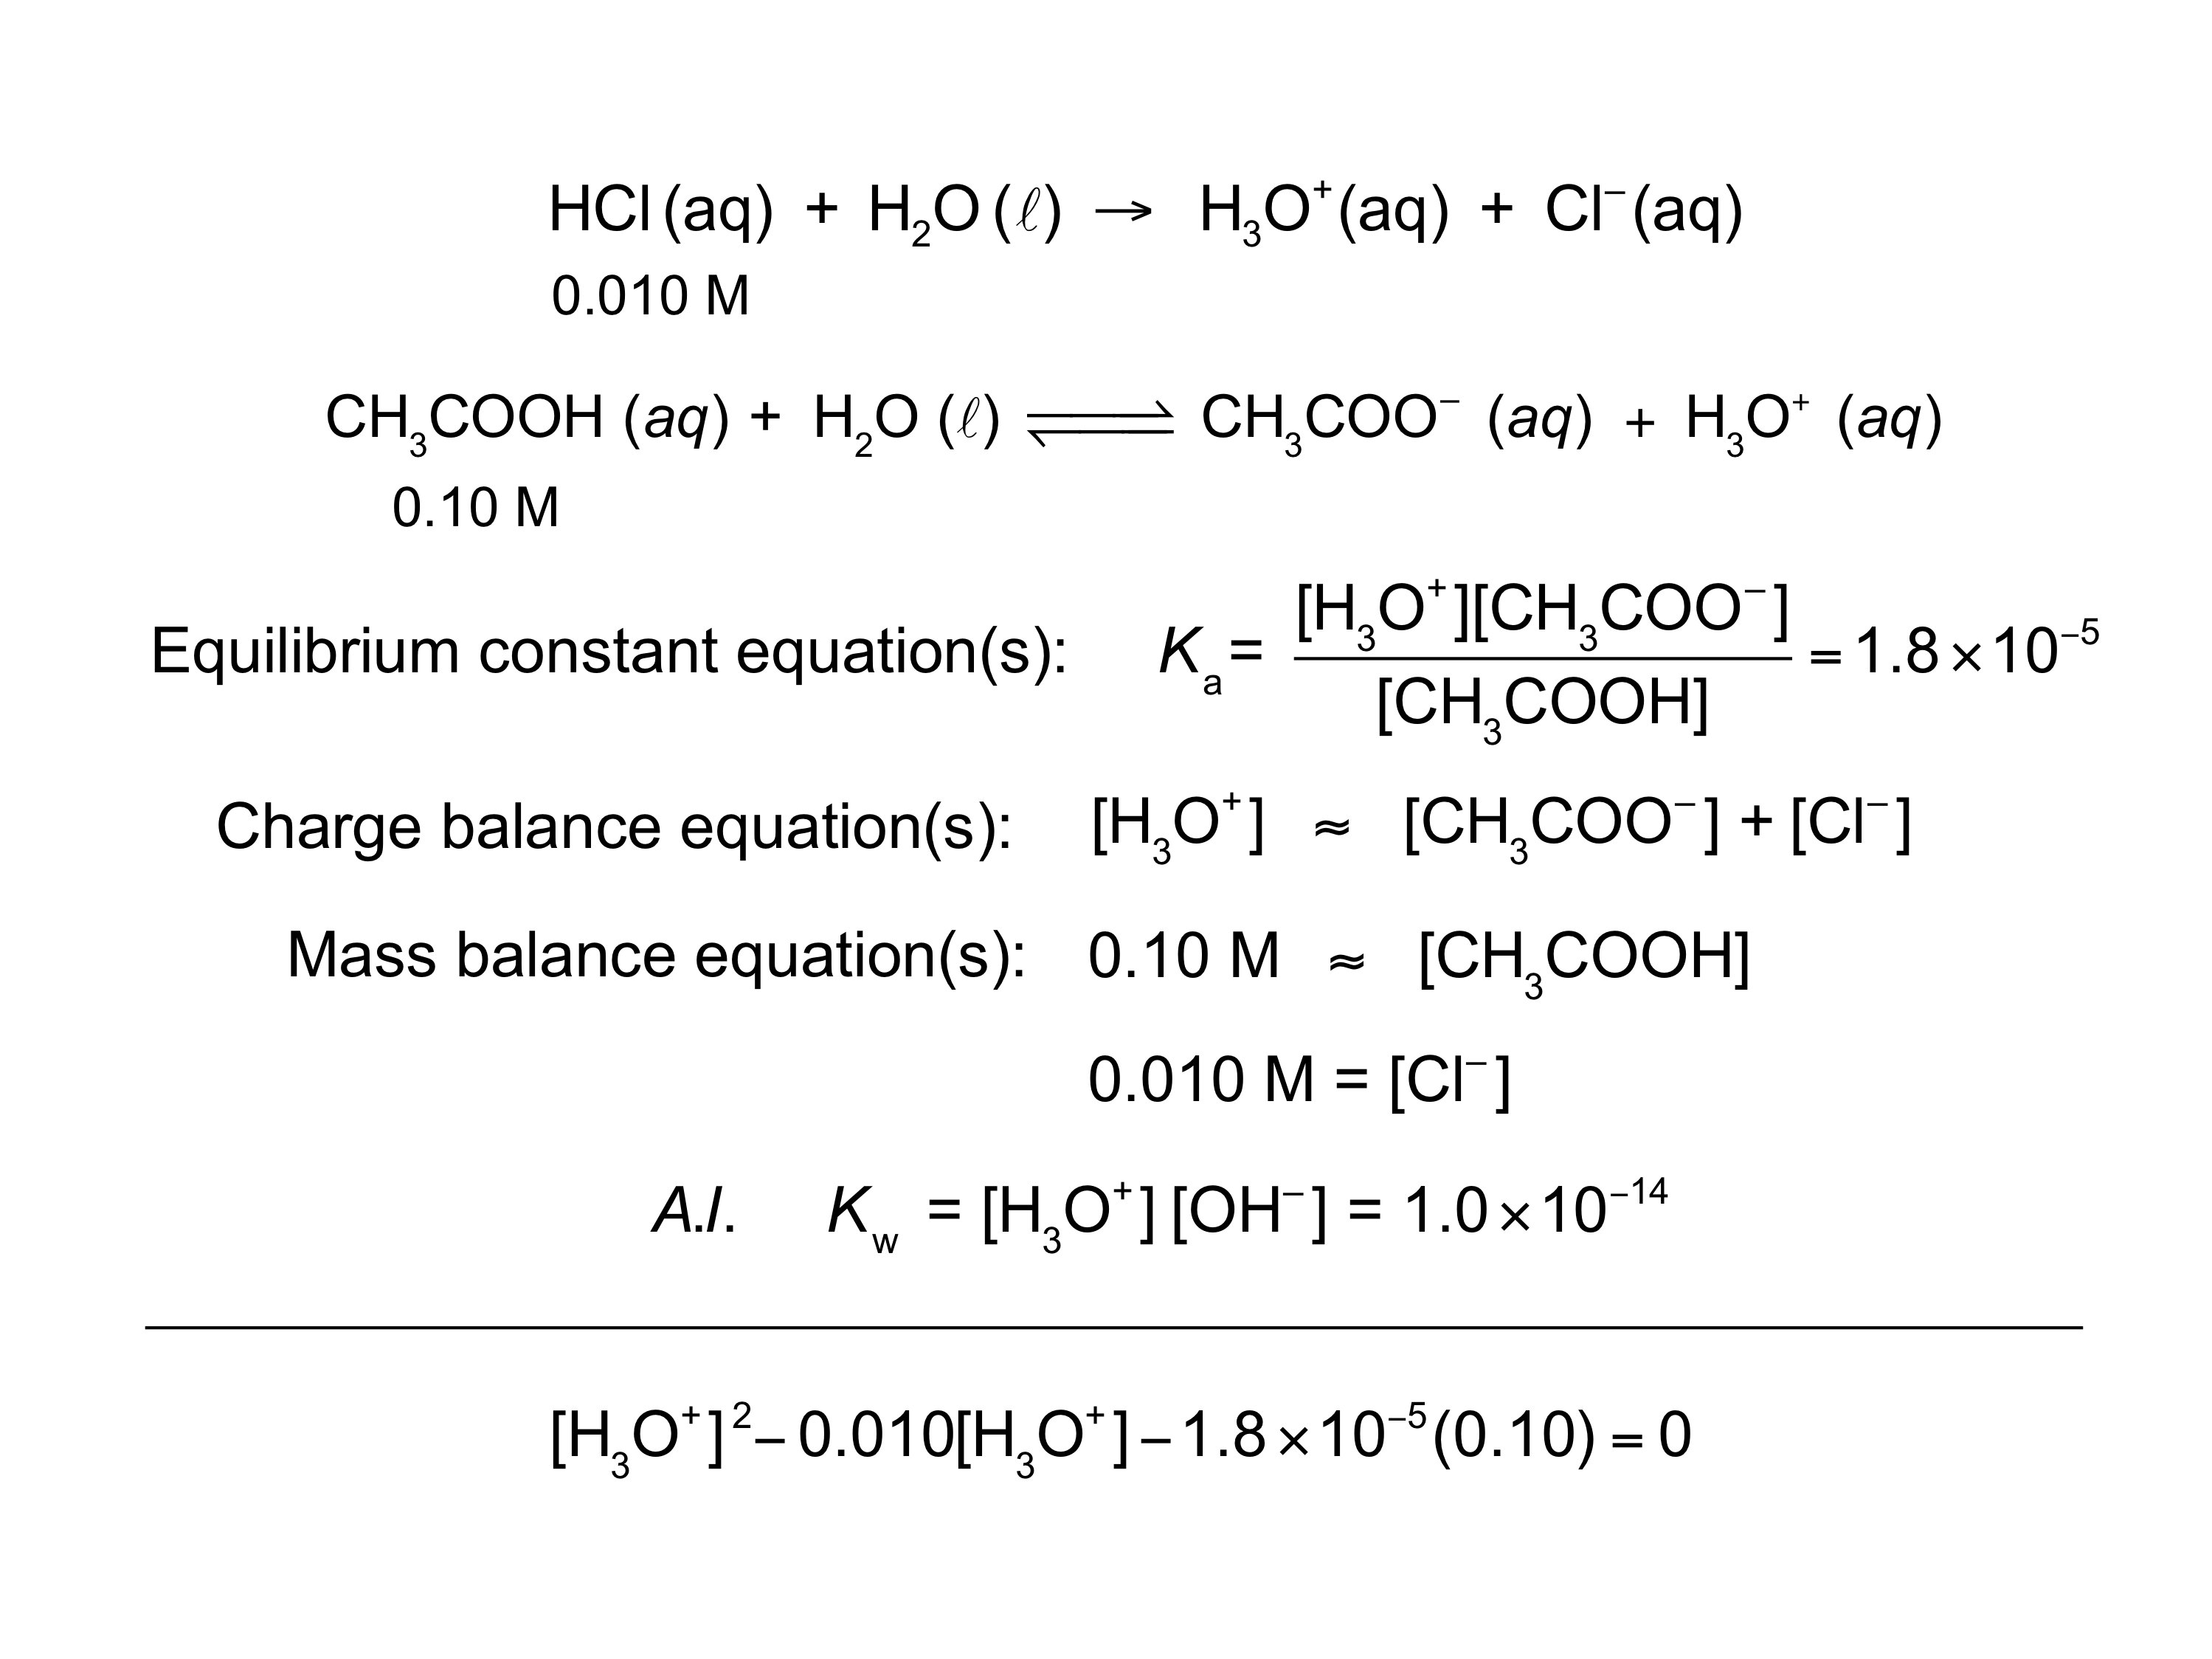 HCl (aq) + H₂O (ℓ) → H₃O⁺(aq) + Cl⁻(aq)
0.010 M
CH₃COOH (aq) + H₂O (ℓ) ⇌ CH₃COO⁻ (aq) + H₃O⁺ (aq)
0.10 M
Equilibrium constant equation(s): Kₐ = [H₃O⁺][CH₃COO⁻] / [CH₃COOH] = 1.8×10⁻⁵
Charge balance equation(s): [H₃O⁺] ≈ [CH₃COO⁻] + [Cl⁻]
Mass balance equation(s): 0.10 M ≈ [CH₃COOH]
0.010 M = [Cl⁻]
A.I. K_w = [H₃O⁺] [OH⁻] = 1.0×10⁻¹⁴
[H₃O⁺]² – 0.010[H₃O⁺] – 1.8×10⁻⁵(0.10) = 0